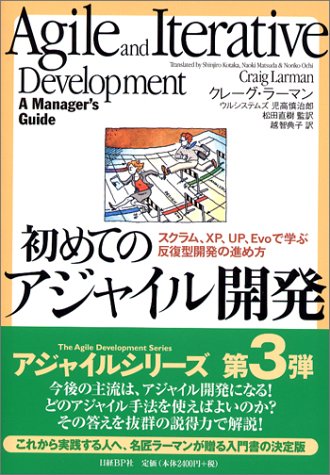 Agile and Iterative
Development
Translated by Shinjiro Kotaka, Naoki Matsuda & Noriko Ochi
Craig Larman
A Manager's
Guide
クレーグ・ラーマン
ウルシステムズ 児高慎治郎
松田直樹 監訳
越智典子 訳
スクラム、XP、UP、Evoで学ぶ
反復型開発の進め方
初めての
アジャイル開発
The Agile Development Series
アジャイルシリーズ 第3弾
今後の主流は、アジャイル開発になる!
どのアジャイル手法を使えばよいのか?
その答えを抜群の説得力で解説!
これから実践する人へ、名匠ラーマンが贈る入門書の決定版
日経BP社 定価(本体2400円+税)